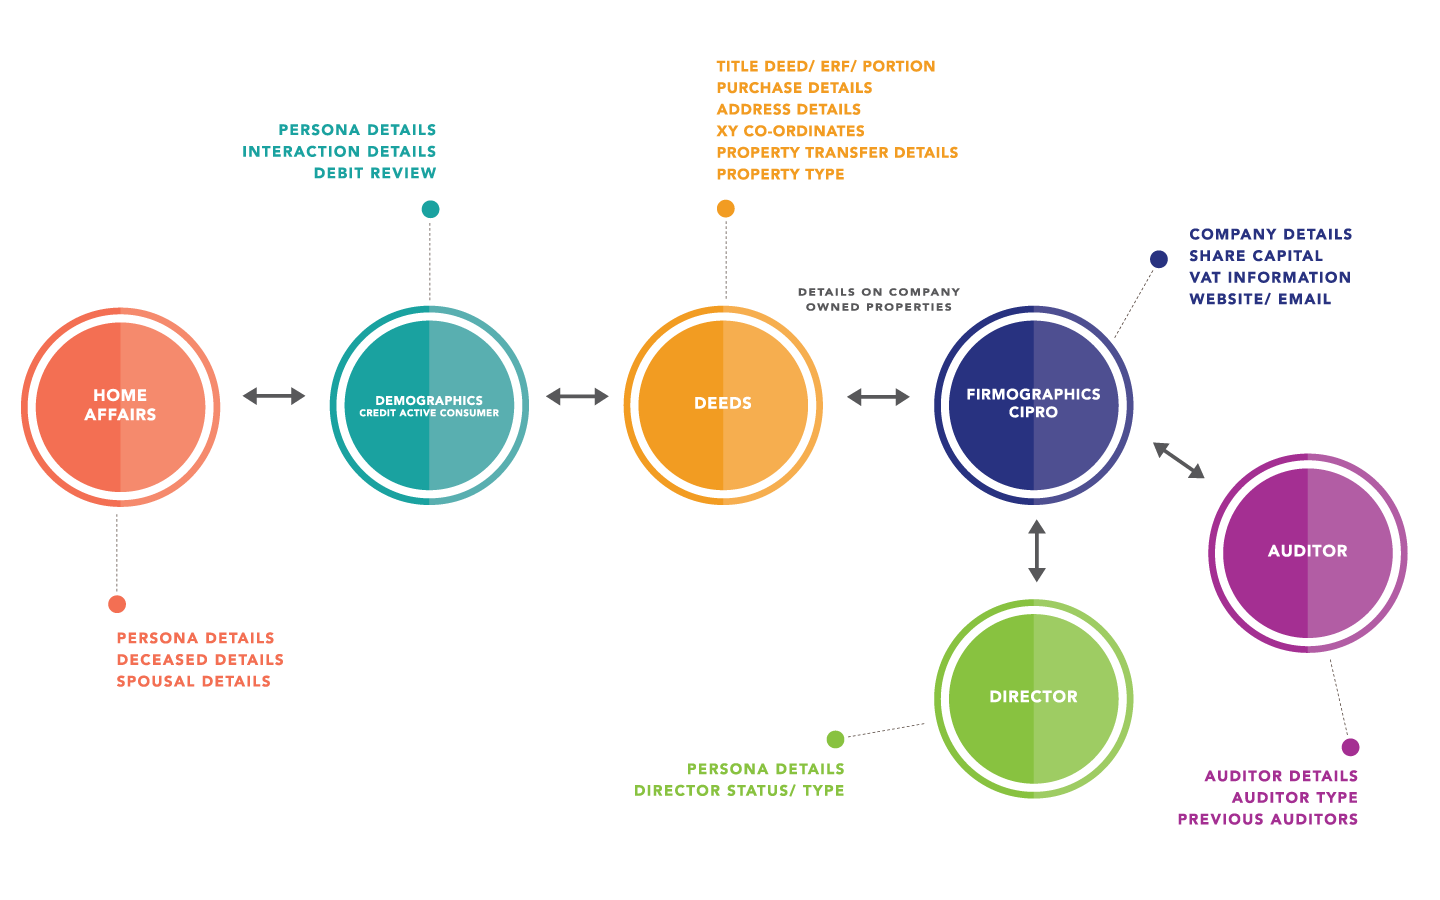 TITLE DEED/ ERF/ PORTION
PURCHASE DETAILS
ADDRESS DETAILS
XY CO-ORDINATES
PROPERTY TRANSFER DETAILS
PROPERTY TYPE
PERSONA DETAILS
INTERACTION DETAILS
DEBIT REVIEW
COMPANY DETAILS
SHARE CAPITAL
VAT INFORMATION
WEBSITE/ EMAIL
DETAILS ON COMPANY
OWNED PROPERTIES
HOME
AFFAIRS
DEMOGRAPHICS
CREDIT ACTIVE CONSUMER
DEEDS
FIRMOGRAPHICS
CIPRO
AUDITOR
DIRECTOR
PERSONA DETAILS
DECEASED DETAILS
SPOUSAL DETAILS
PERSONA DETAILS
DIRECTOR STATUS/ TYPE
AUDITOR DETAILS
AUDITOR TYPE
PREVIOUS AUDITORS